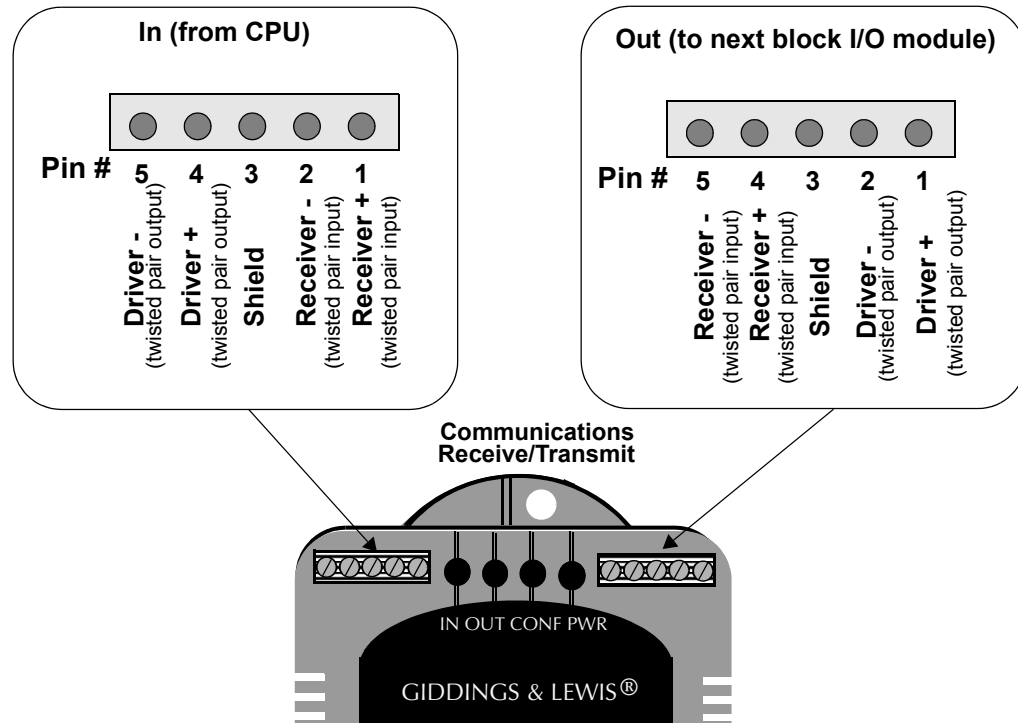 In (from CPU)
Pin # 5 4 3 2 1
Driver -
(twisted pair output)
Driver +
(twisted pair output)
Shield
Receiver -
(twisted pair input)
Receiver +
(twisted pair input)
Out (to next block I/O module)
Pin # 5 4 3 2 1
Receiver -
(twisted pair input)
Receiver +
(twisted pair input)
Shield
Driver -
(twisted pair output)
Driver +
(twisted pair output)
Communications
Receive/Transmit
IN OUT CONF PWR
GIDDINGS & LEWIS®